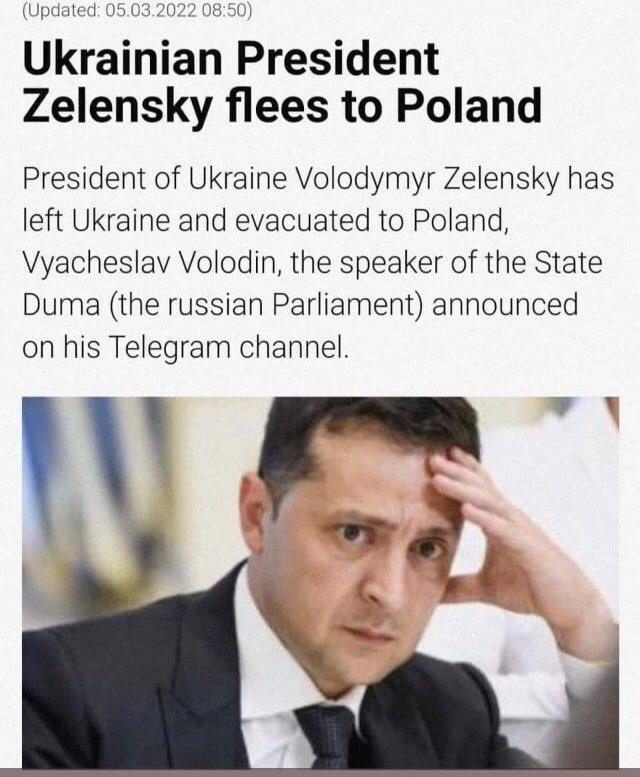 (Updated: 05.03.2022 08:50)
Ukrainian President
Zelensky flees to Poland
President of Ukraine Volodymyr Zelensky has
left Ukraine and evacuated to Poland,
Vyacheslav Volodin, the speaker of the State
Duma (the russian Parliament) announced
on his Telegram channel.